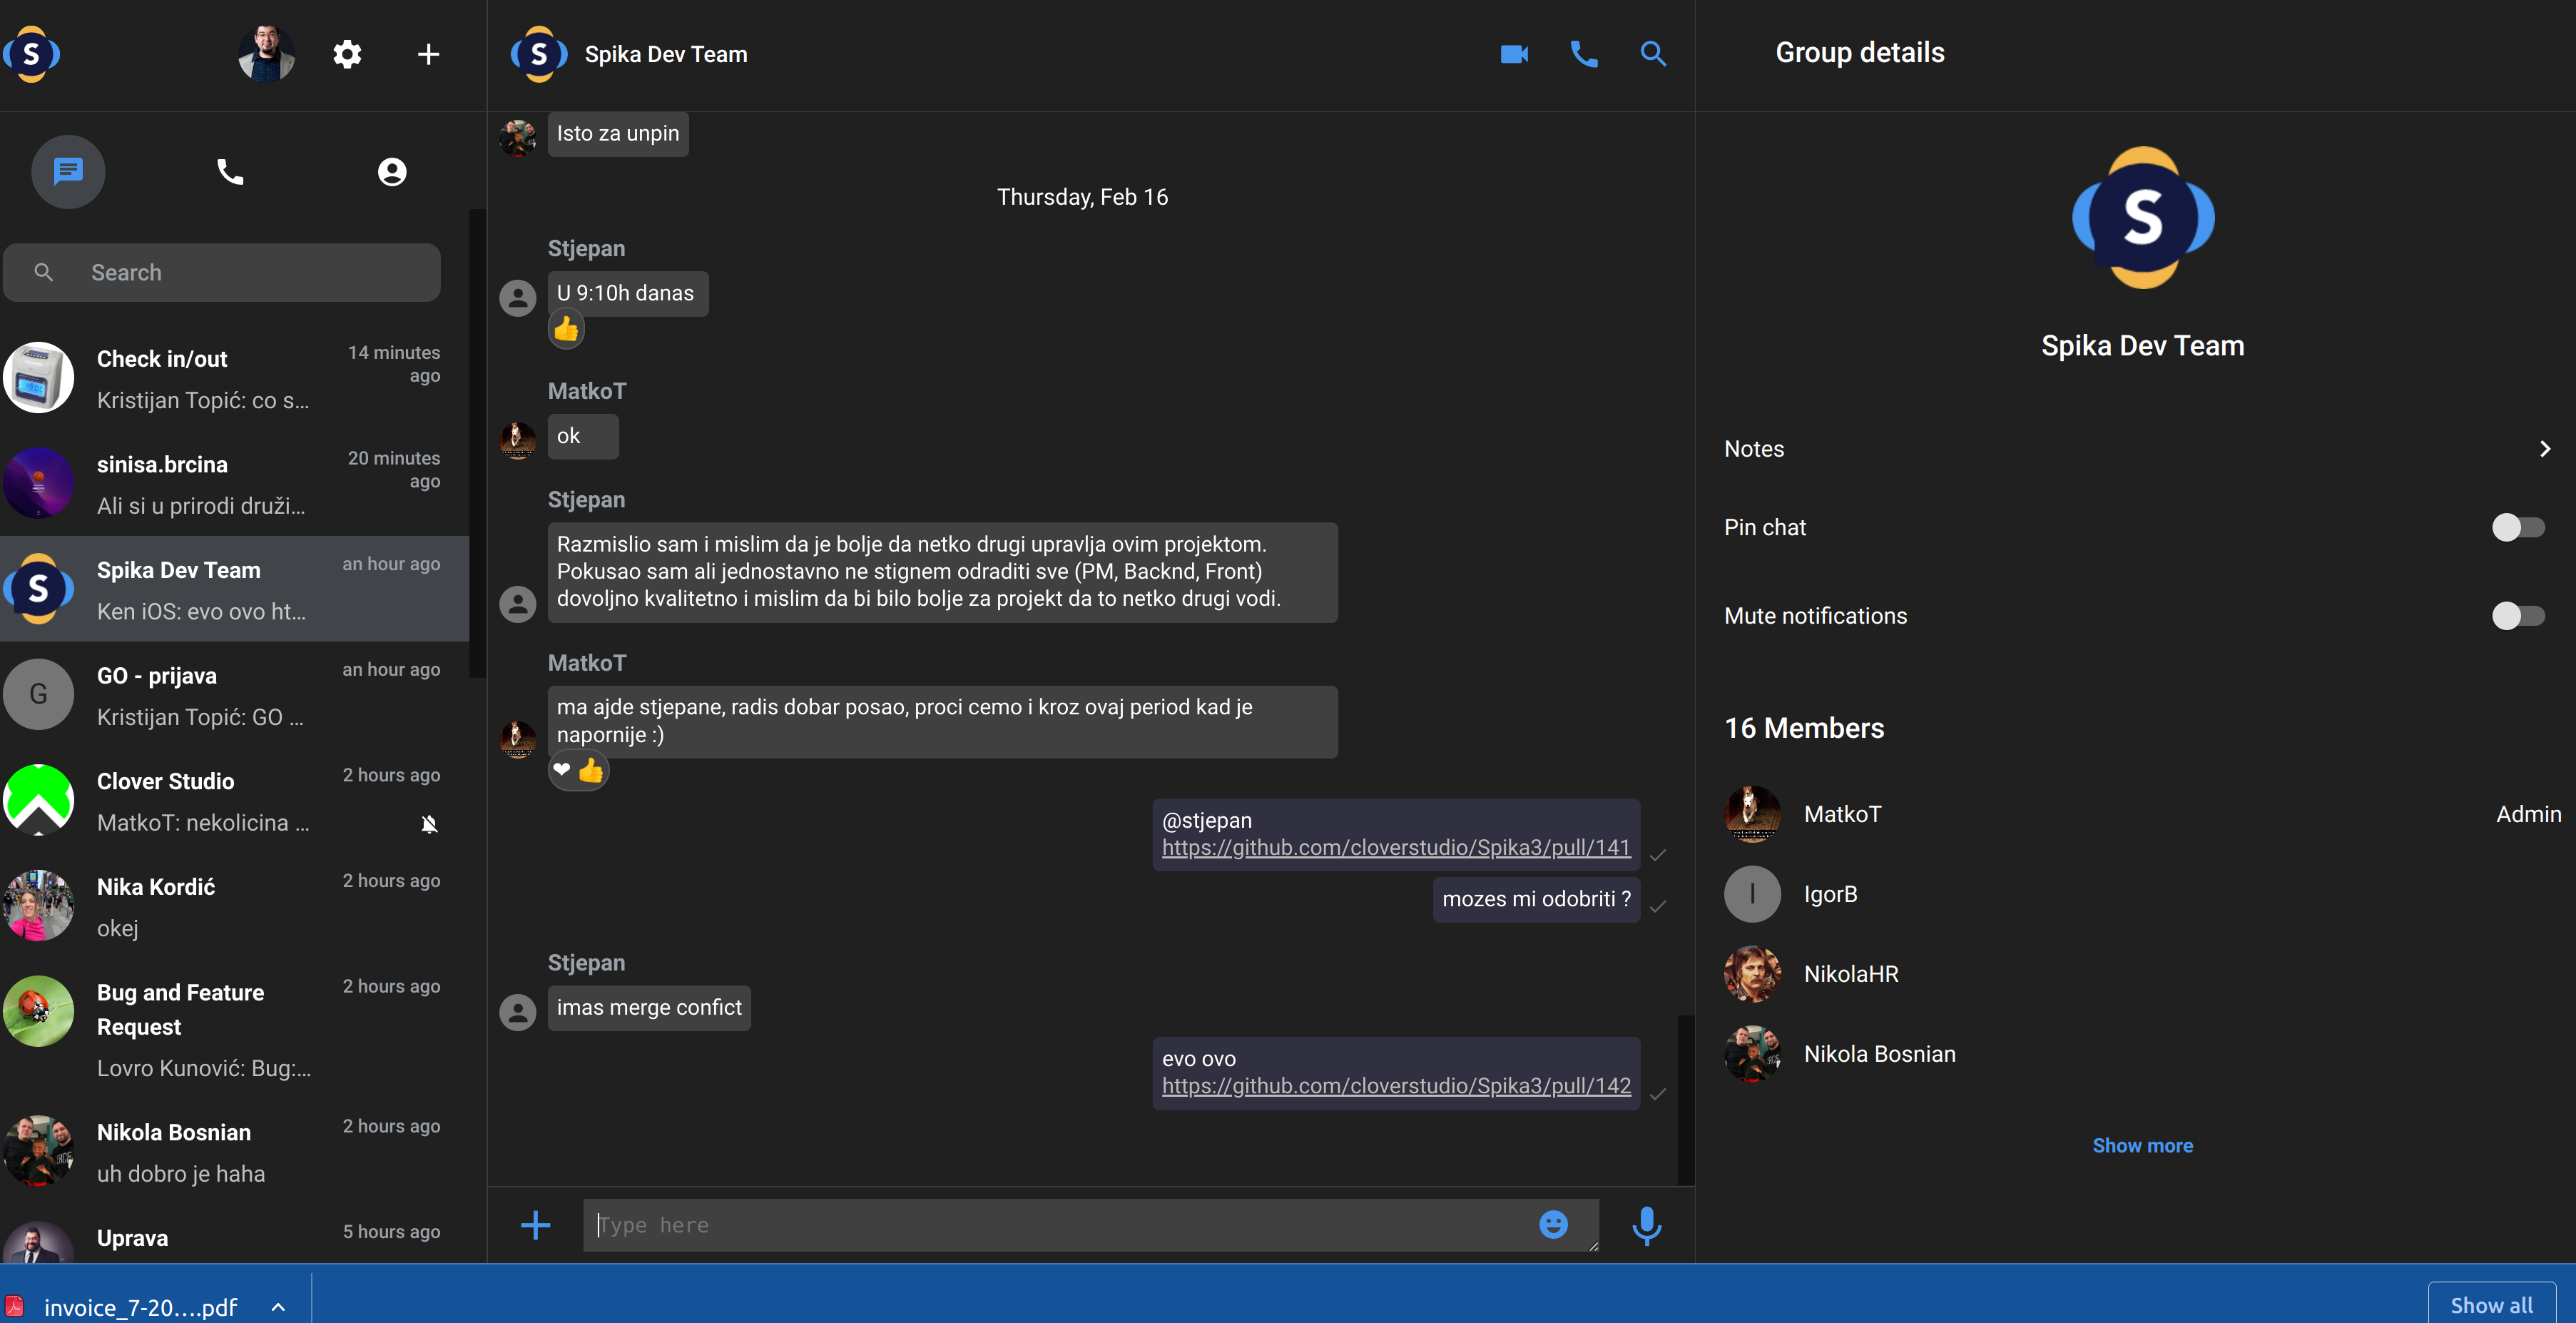 S
Search
Check in/out
14 minutes
ago
Kristijan Topić: co s...
sinisa.brcina
20 minutes
ago
Ali si u prirodi druži...
S
Spika Dev Team
an hour ago
Ken iOS: evo ovo ht...
G
GO - prijava
an hour ago
Kristijan Topić: GO ...
Clover Studio
2 hours ago
MatkoT: nekolicina ...
Nika Kordić
2 hours ago
okej
Bug and Feature
Request
2 hours ago
Lovro Kunović: Bug:...
Nikola Bosnian
2 hours ago
uh dobro je haha
Uprava
5 hours ago
S
Spika Dev Team
Isto za unpin
Thursday, Feb 16
Stjepan
U 9:10h danas
MatkoT
ok
Stjepan
Razmislio sam i mislim da je bolje da netko drugi upravlja ovim projektom.
Pokusao sam ali jednostavno ne stignem odraditi sve (PM, Backnd, Front)
dovoljno kvalitetno i mislim da bi bilo bolje za projekt da to netko drugi vodi.
MatkoT
ma ajde stjepane, radis dobar posao, proci cemo i kroz ovaj period kad je
napornije :)
@stjepan
https://github.com/cloverstudio/Spika3/pull/141
mozes mi odobriti ?
Stjepan
imas merge confict
evo ovo
https://github.com/cloverstudio/Spika3/pull/142
Type here
Group details
S
Spika Dev Team
Notes
Pin chat
Mute notifications
16 Members
MatkoT
Admin
I
IgorB
NikolaHR
Nikola Bosnian
Show more
invoice_7-20....pdf
Show all